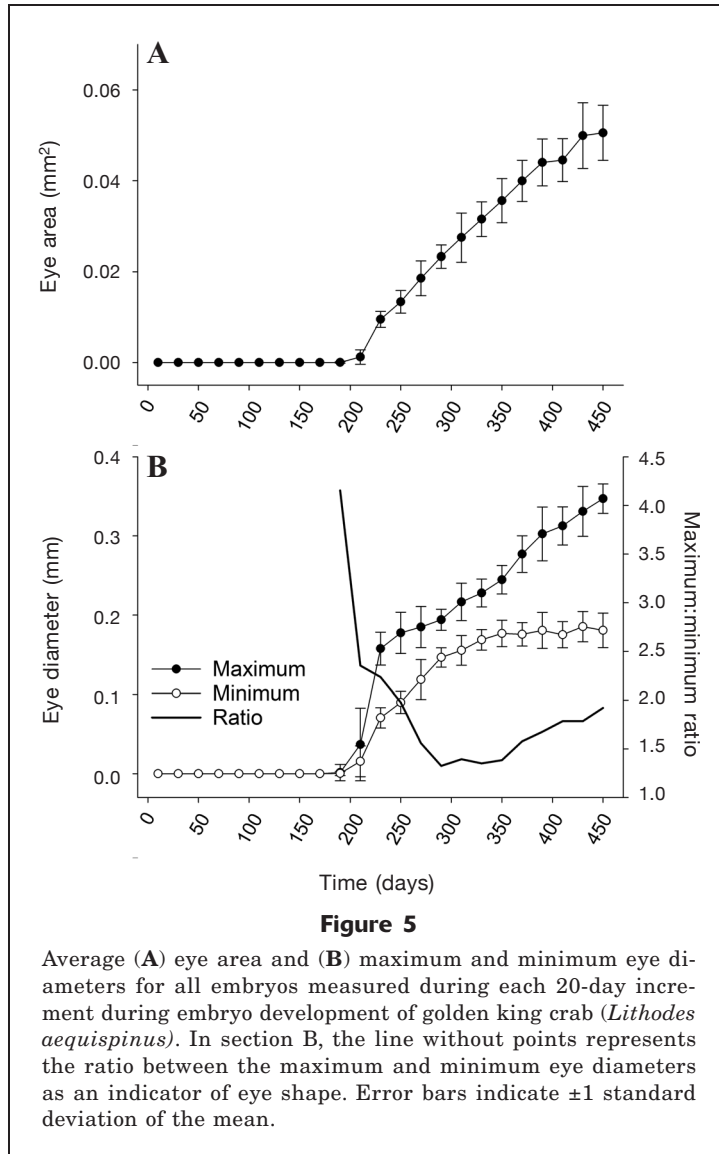 A
0.06
0.04
0.02
0.00
Eye area (mm²)
0
50
100
150
200
250
300
350
400
450
B
0.4
0.3
0.2
0.1
0.0
Eye diameter (mm)
4.5
4.0
3.5
3.0
2.5
2.0
1.5
1.0
Maximum:minimum ratio
Maximum
Minimum
Ratio
0
50
100
150
200
250
300
350
400
450
Time (days)
Figure 5
Average (A) eye area and (B) maximum and minimum eye di-
ameters for all embryos measured during each 20-day incre-
ment during embryo development of golden king crab (Lithodes
aequispinus). In section B, the line without points represents
the ratio between the maximum and minimum eye diameters
as an indicator of eye shape. Error bars indicate ±1 standard
deviation of the mean.